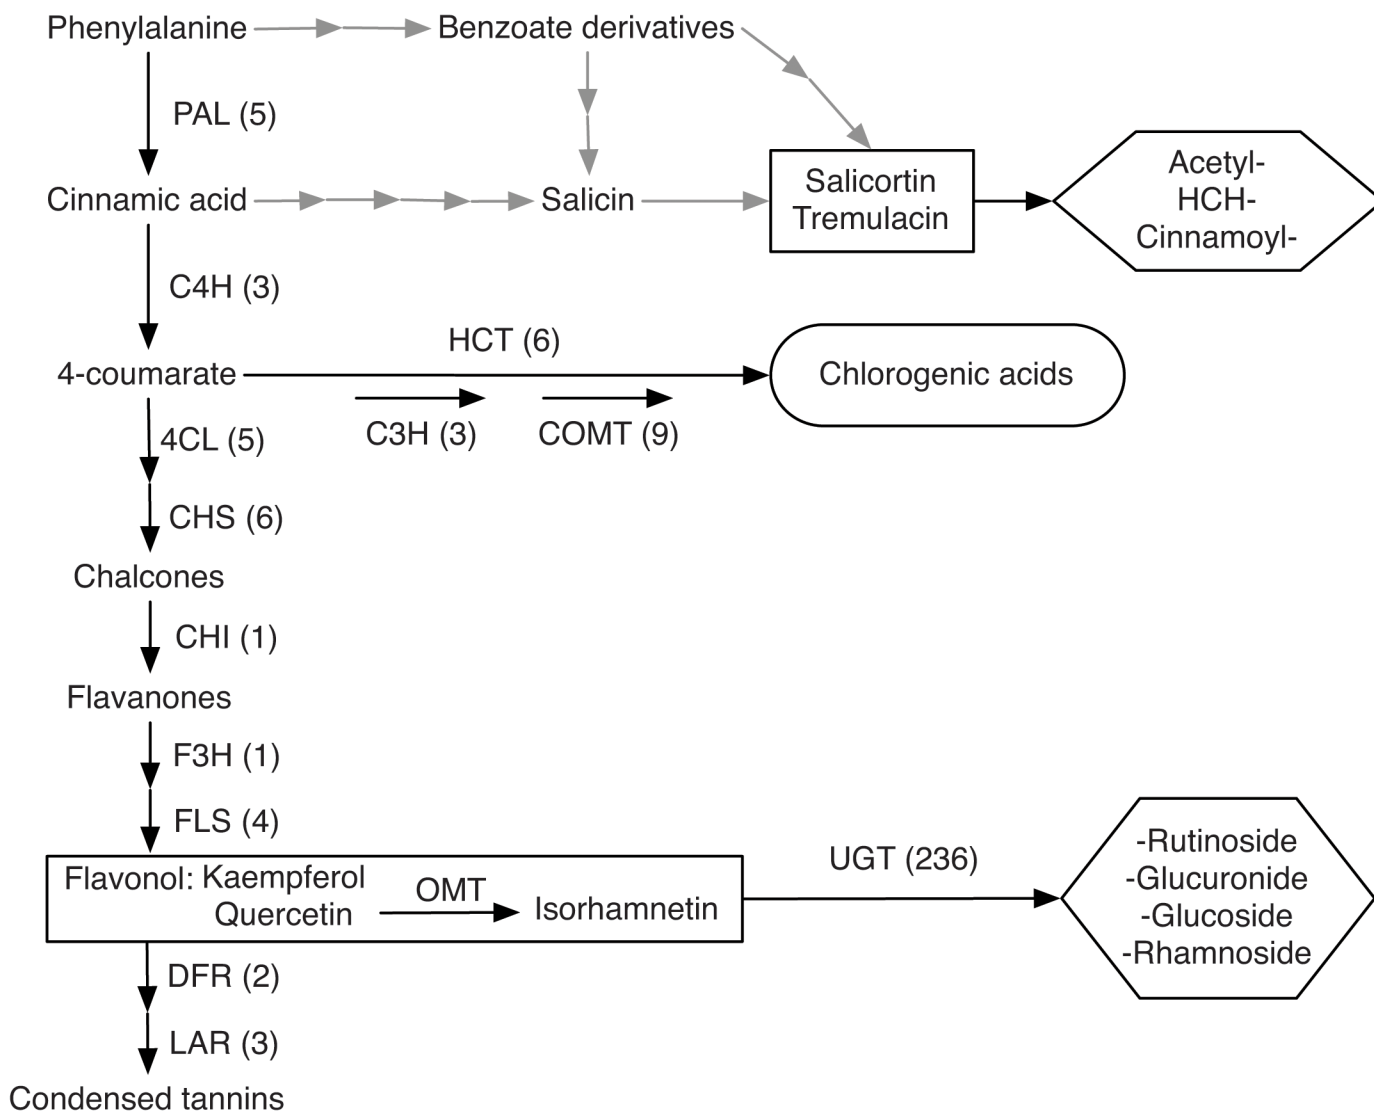 Phenylalanine
Benzoate derivatives
PAL (5)
Cinnamic acid
Salicin
Salicortin
Tremulacin
Acetyl-
HCH-
Cinnamoyl-
C4H (3)
HCT (6)
4-coumarate
Chlorogenic acids
C3H (3)
COMT (9)
4CL (5)
CHS (6)
Chalcones
CHI (1)
Flavanones
F3H (1)
FLS (4)
Flavonol: Kaempferol
Quercetin
OMT
Isorhamnetin
UGT (236)
-Rutinoside
-Glucuronide
-Glucoside
-Rhamnoside
DFR (2)
LAR (3)
Condensed tannins